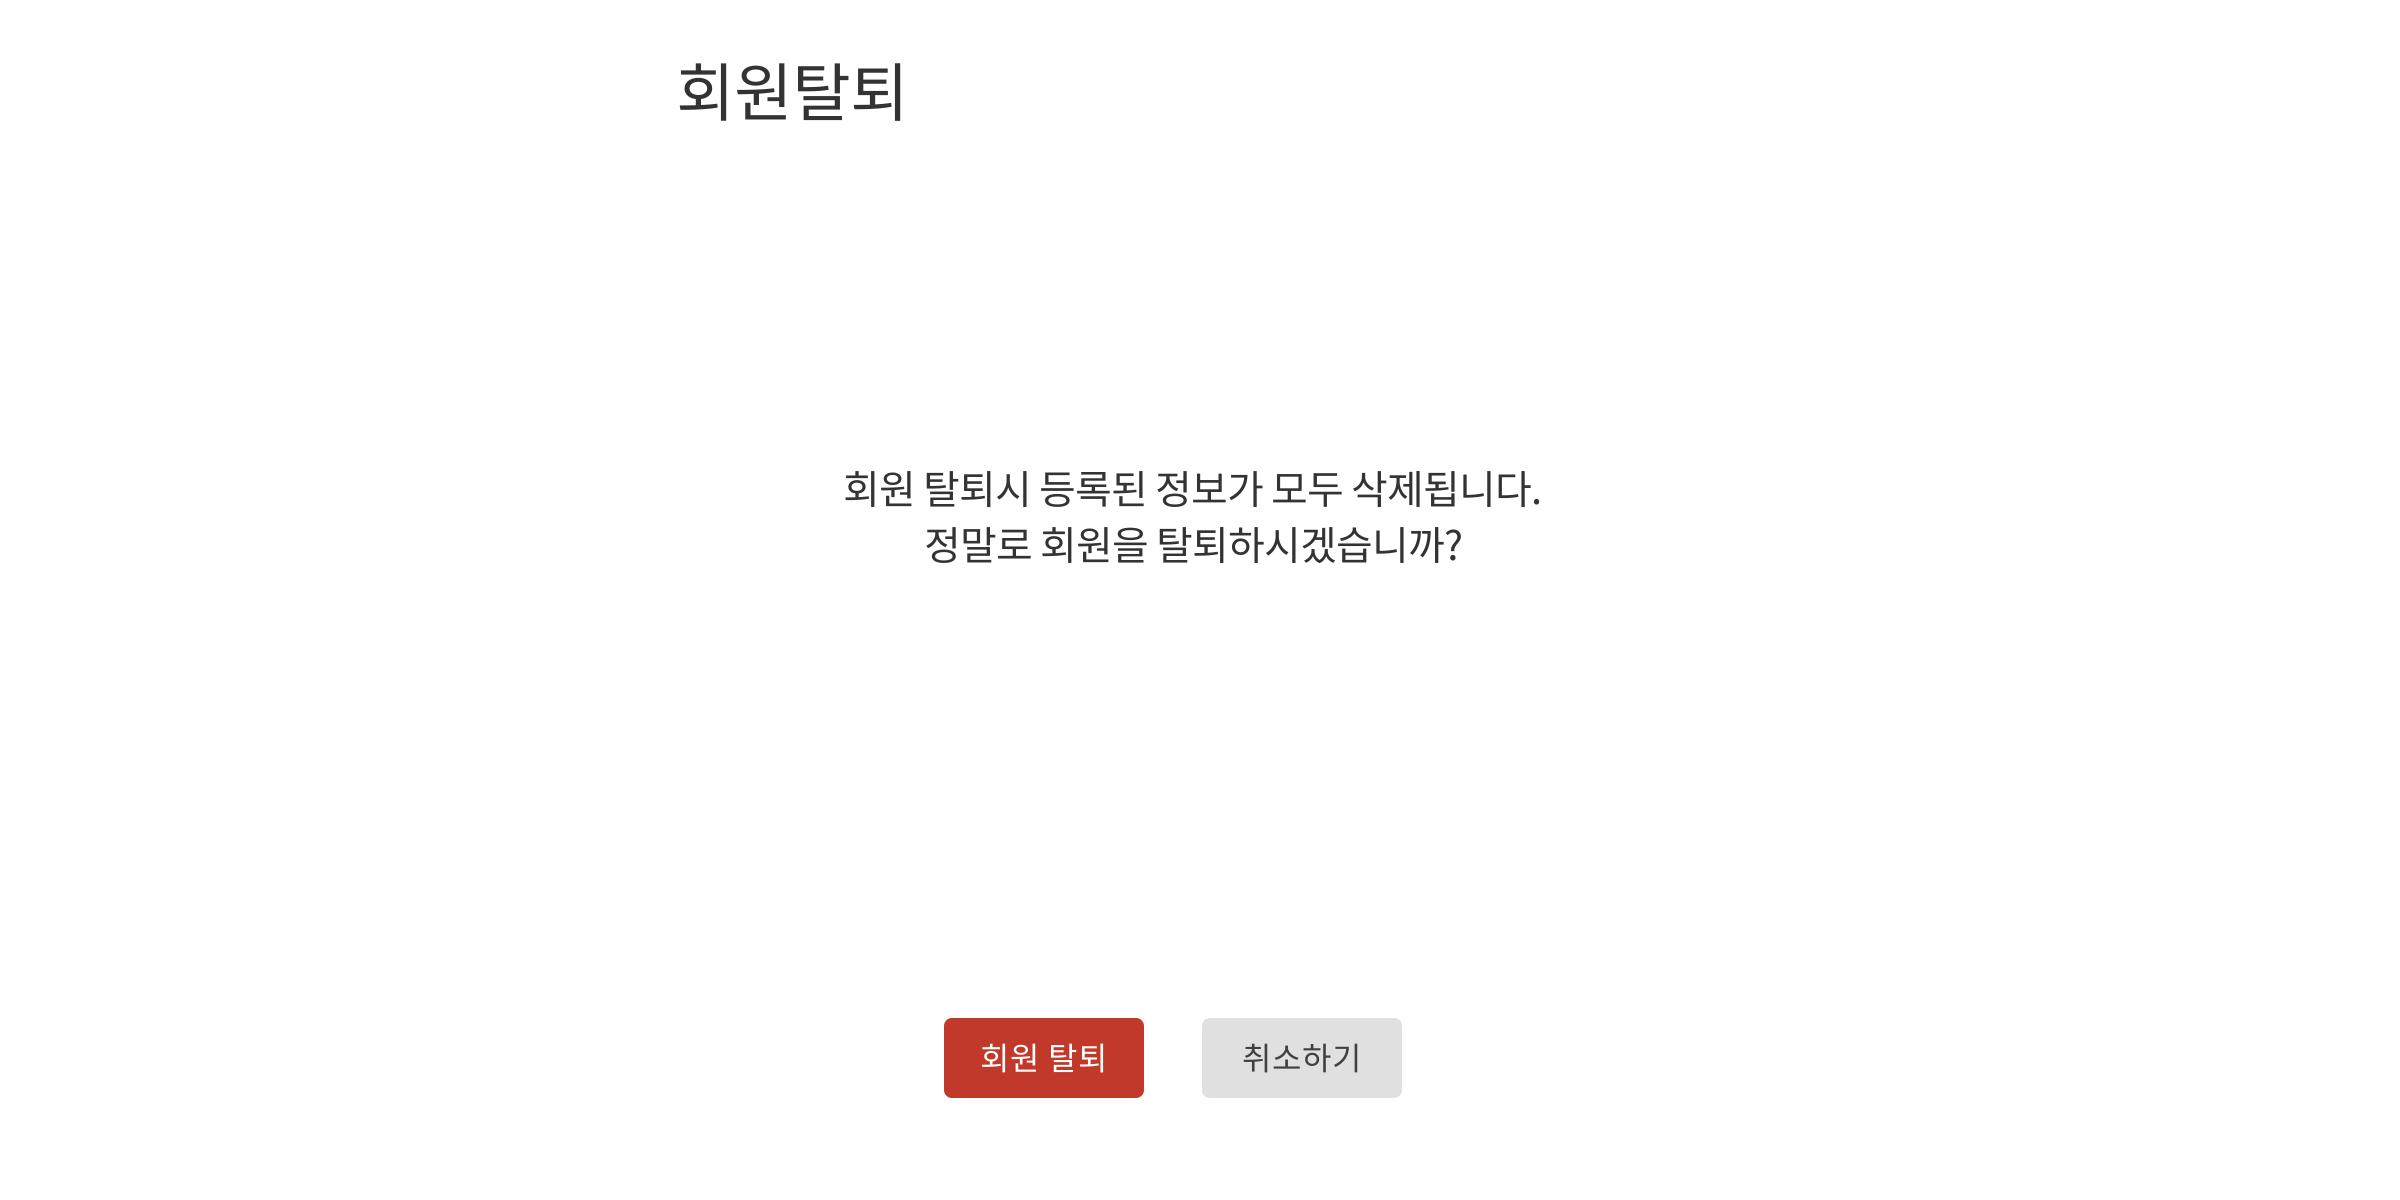 회원탈퇴
회원 탈퇴시 등록된 정보가 모두 삭제됩니다.
정말로 회원을 탈퇴하시겠습니까?
회원 탈퇴
취소하기